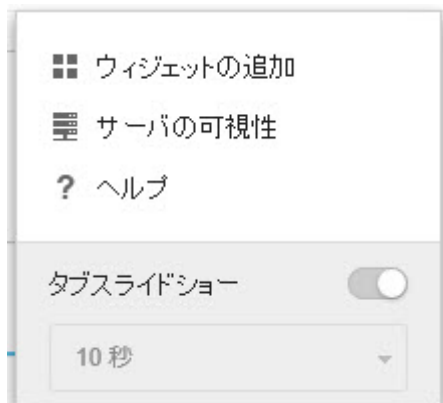 ウィジェットの追加
サーバの可視性
? ヘルプ
タブスライドショー
10 秒